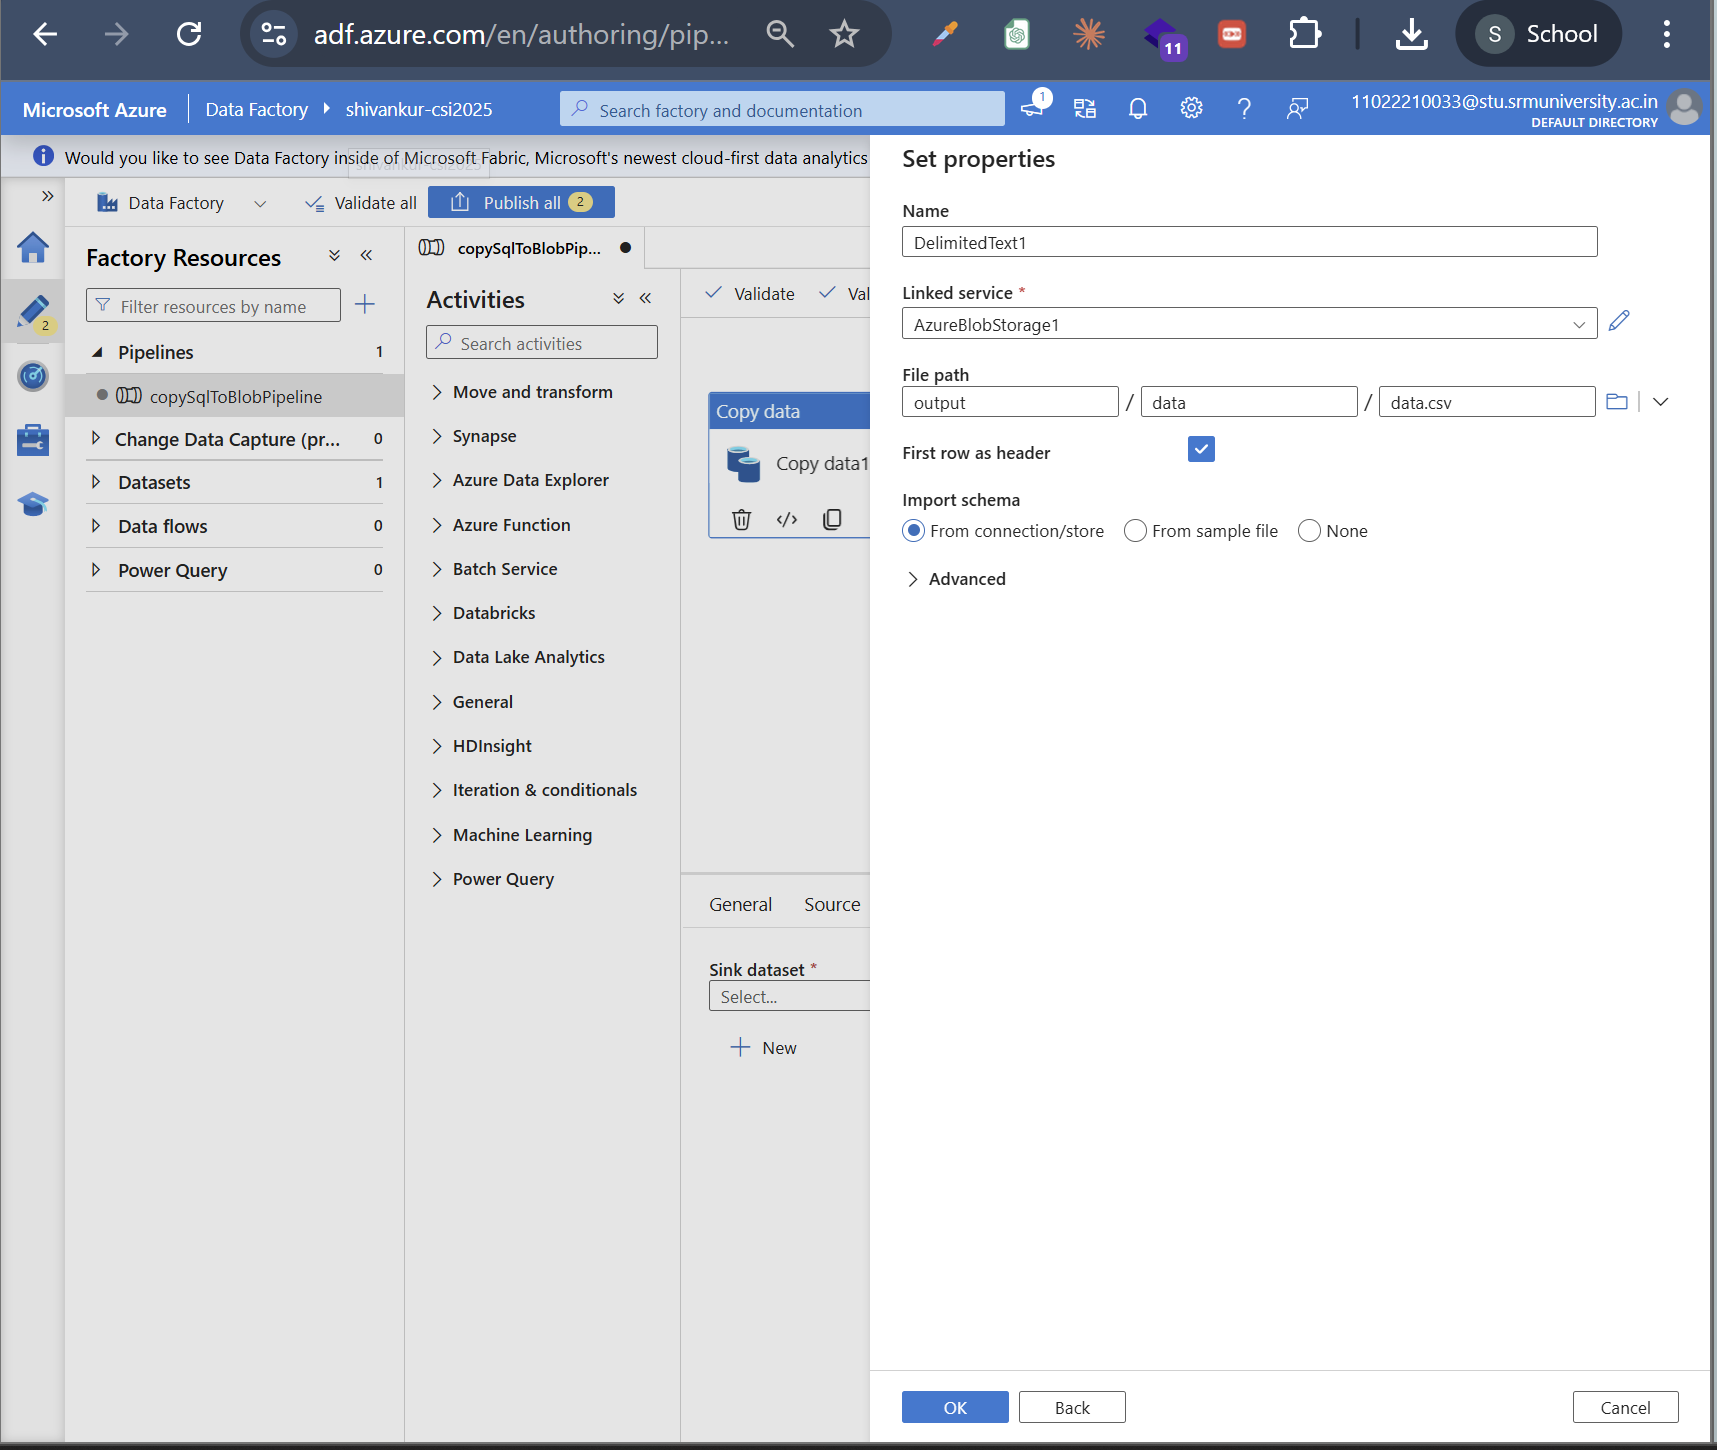 adf.azure.com/en/authoring/pip...
11
S School
Microsoft Azure Data Factory shivankur-csi2025 Search factory and documentation 1 11022210033@stu.srmuniversity.ac.in
DEFAULT DIRECTORY
Would you like to see Data Factory inside of Microsoft Fabric, Microsoft's newest cloud-first data analytics
shivankur-csi2025
Data Factory Validate all Publish all 2
Factory Resources
Filter resources by name
2
Pipelines 1
copySqlToBlobPipeline
Change Data Capture (pr... 0
Datasets 1
Data flows 0
Power Query 0
copySqlToBlobPip...
Activities
Search activities
Move and transform
Synapse
Azure Data Explorer
Azure Function
Batch Service
Databricks
Data Lake Analytics
General
HDInsight
Iteration & conditionals
Machine Learning
Power Query
Validate Val
Copy data
Copy data1
General Source
Sink dataset *
Select...
New
Set properties
Name
DelimitedText1
Linked service *
AzureBlobStorage1
File path
output / data / data.csv
First row as header
Import schema
From connection/store From sample file None
Advanced
OK Back Cancel